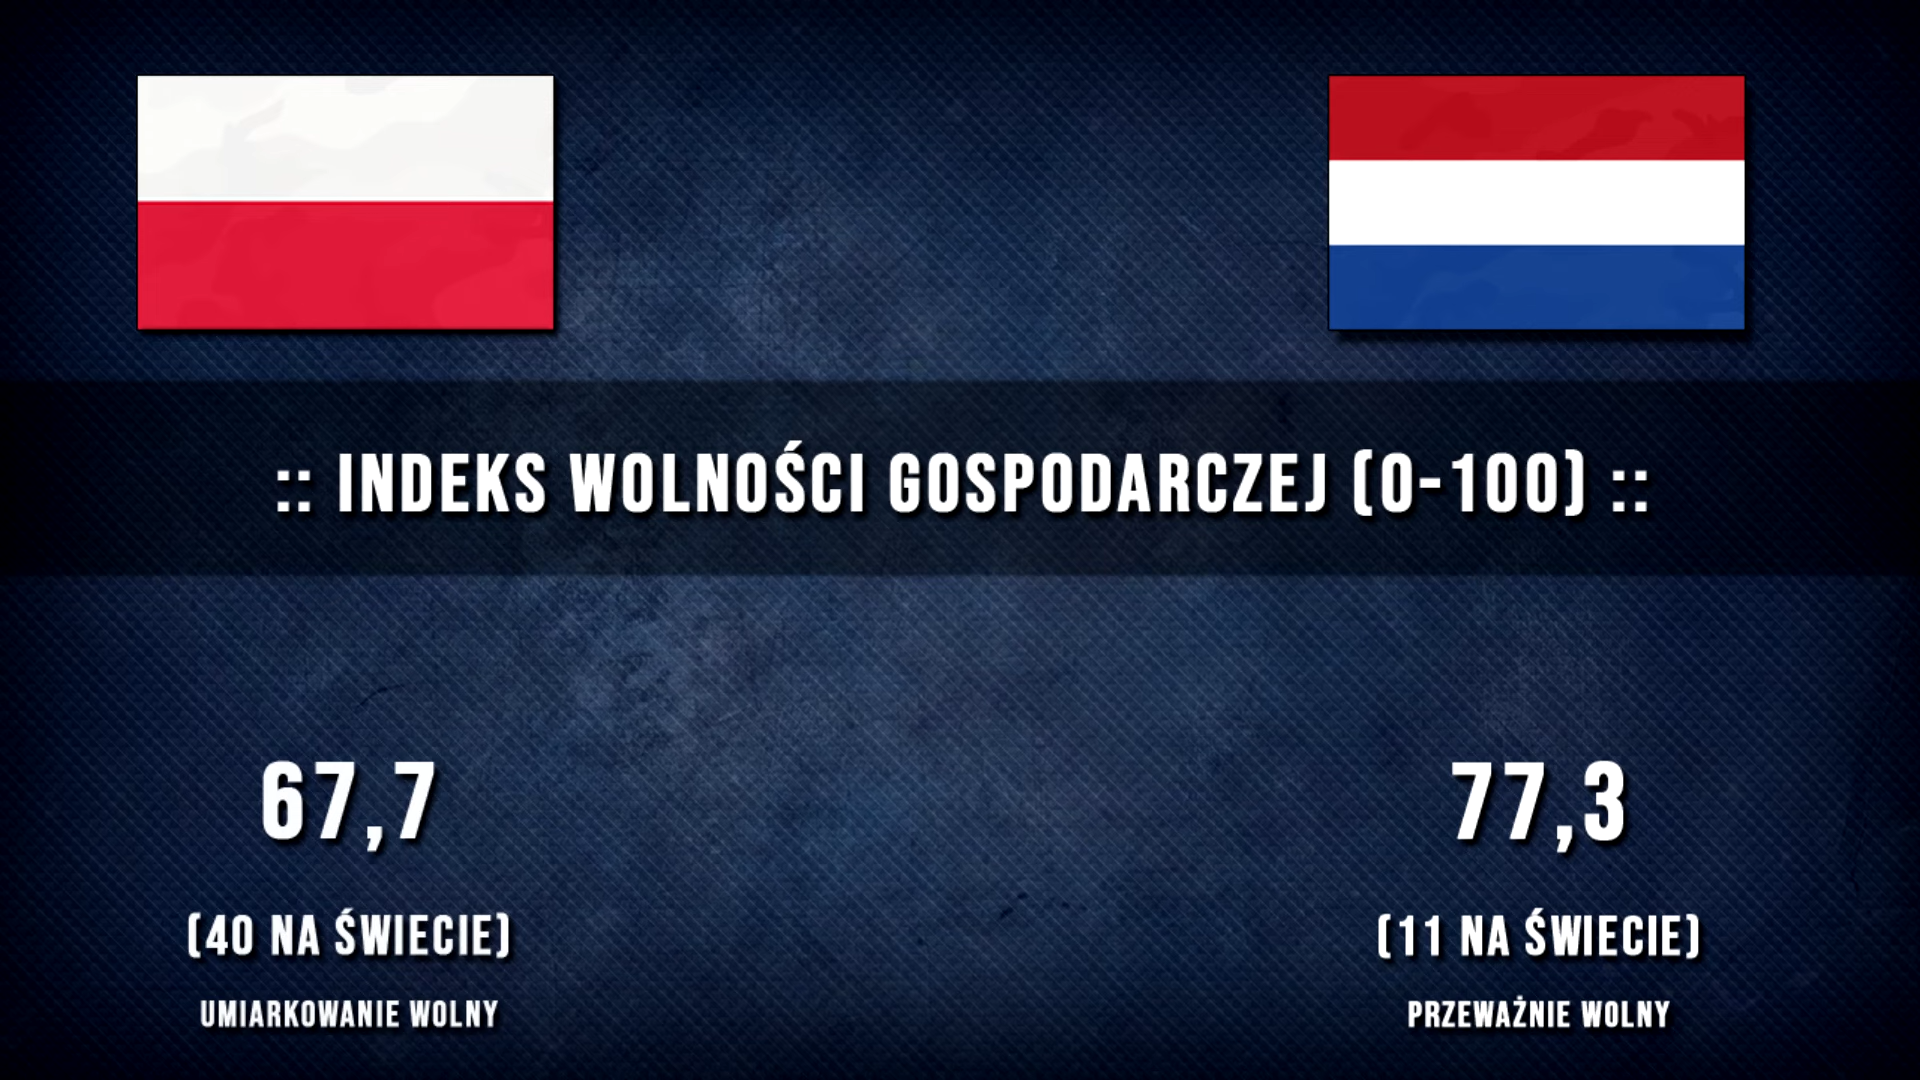 :: INDEKS WOLNOŚCI GOSPODARCZEJ (0-100) ::
67,7
(40 NA ŚWIECIE)
UMIARKOWANIE WOLNY
77,3
(11 NA ŚWIECIE)
PRZEWAŻNIE WOLNY